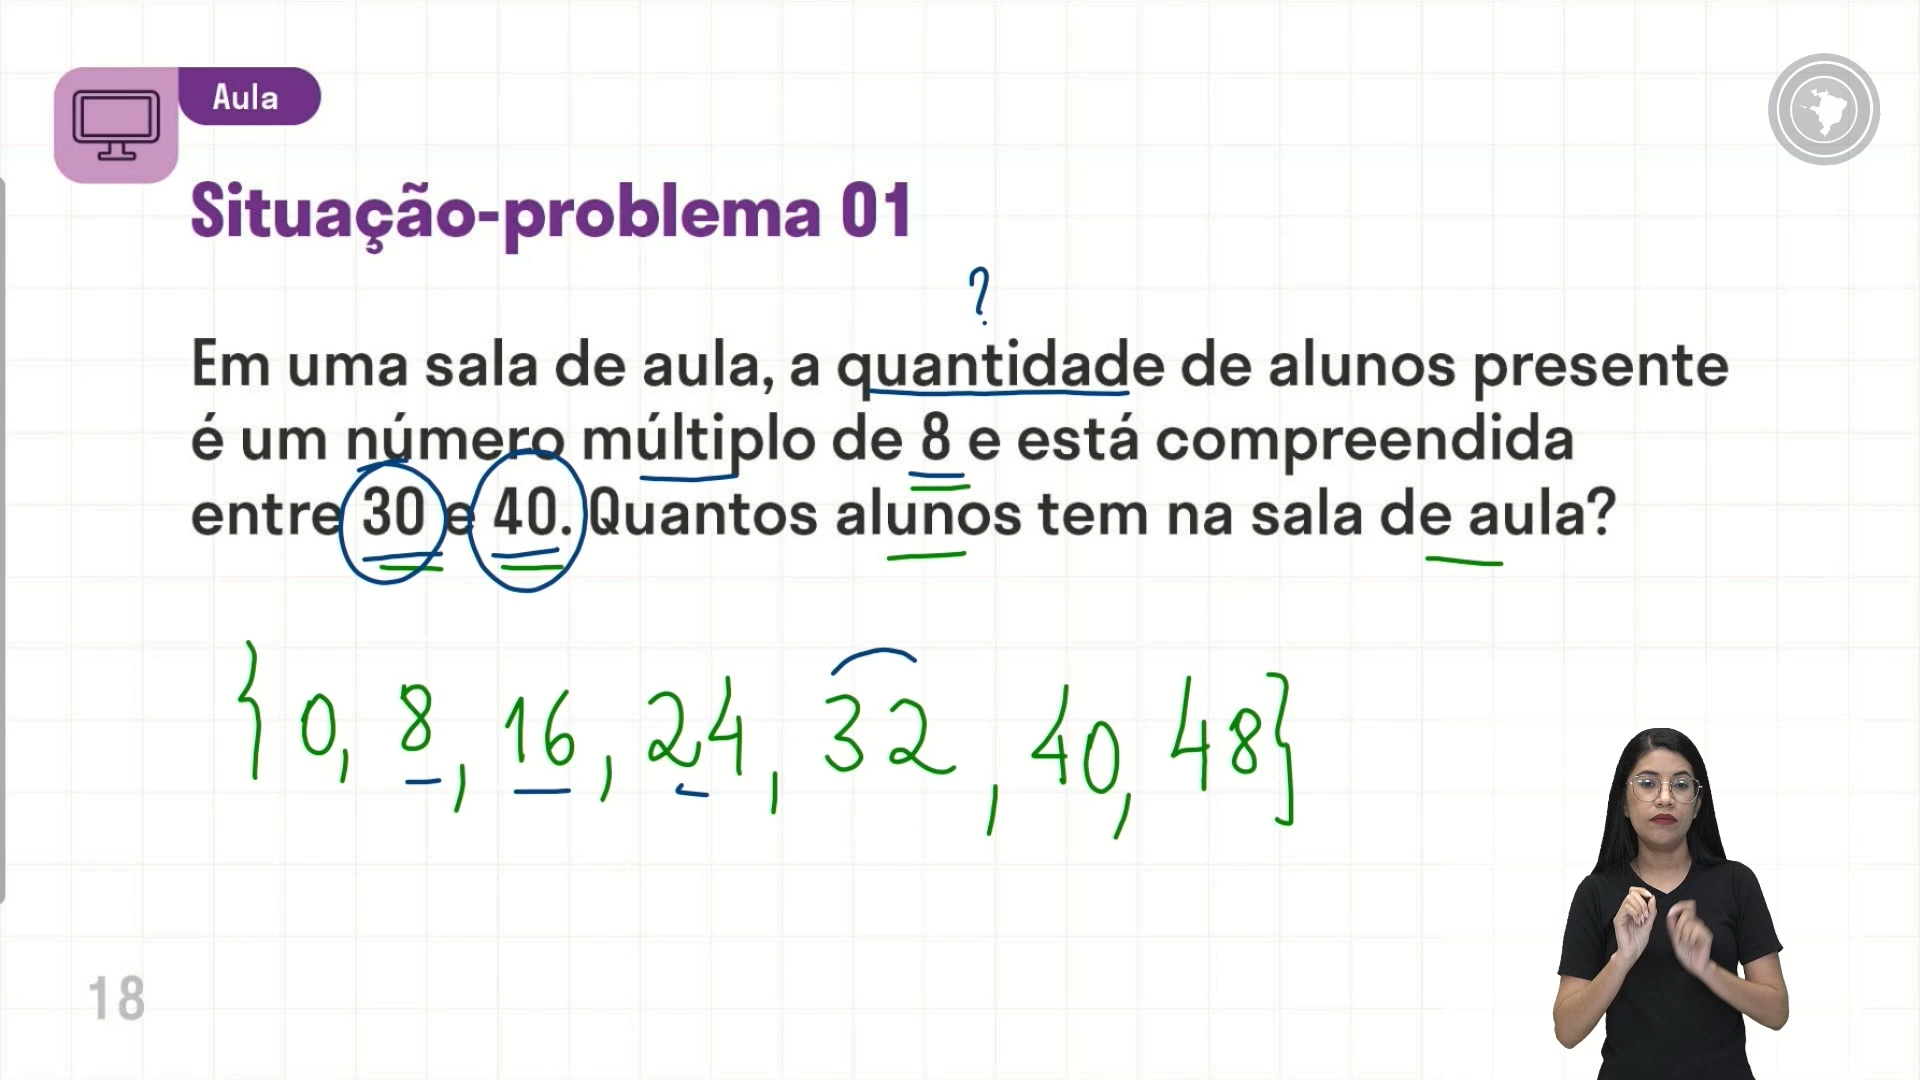 Aula
Situação-problema 01
?
Em uma sala de aula, a quantidade de alunos presente
é um número múltiplo de 8 e está compreendida
entre 30 e 40. Quantos alunos tem na sala de aula?
{0, 8, 16, 24, 32, 40, 48}
18